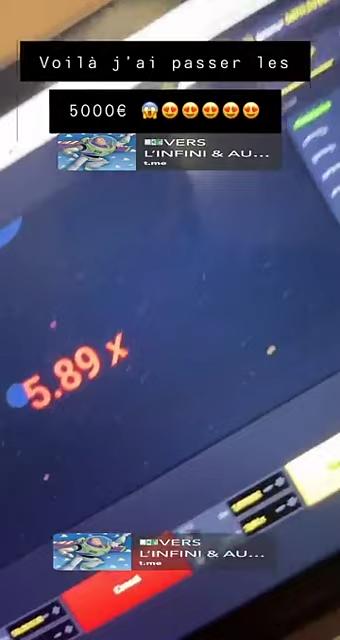 Voilà j'ai passer les
5000€ 😱😍😍😍😍😍
💵VERS
L'INFINI & AU...
t.me
5.89 x
💵VERS
L'INFINI & AU...
t.me